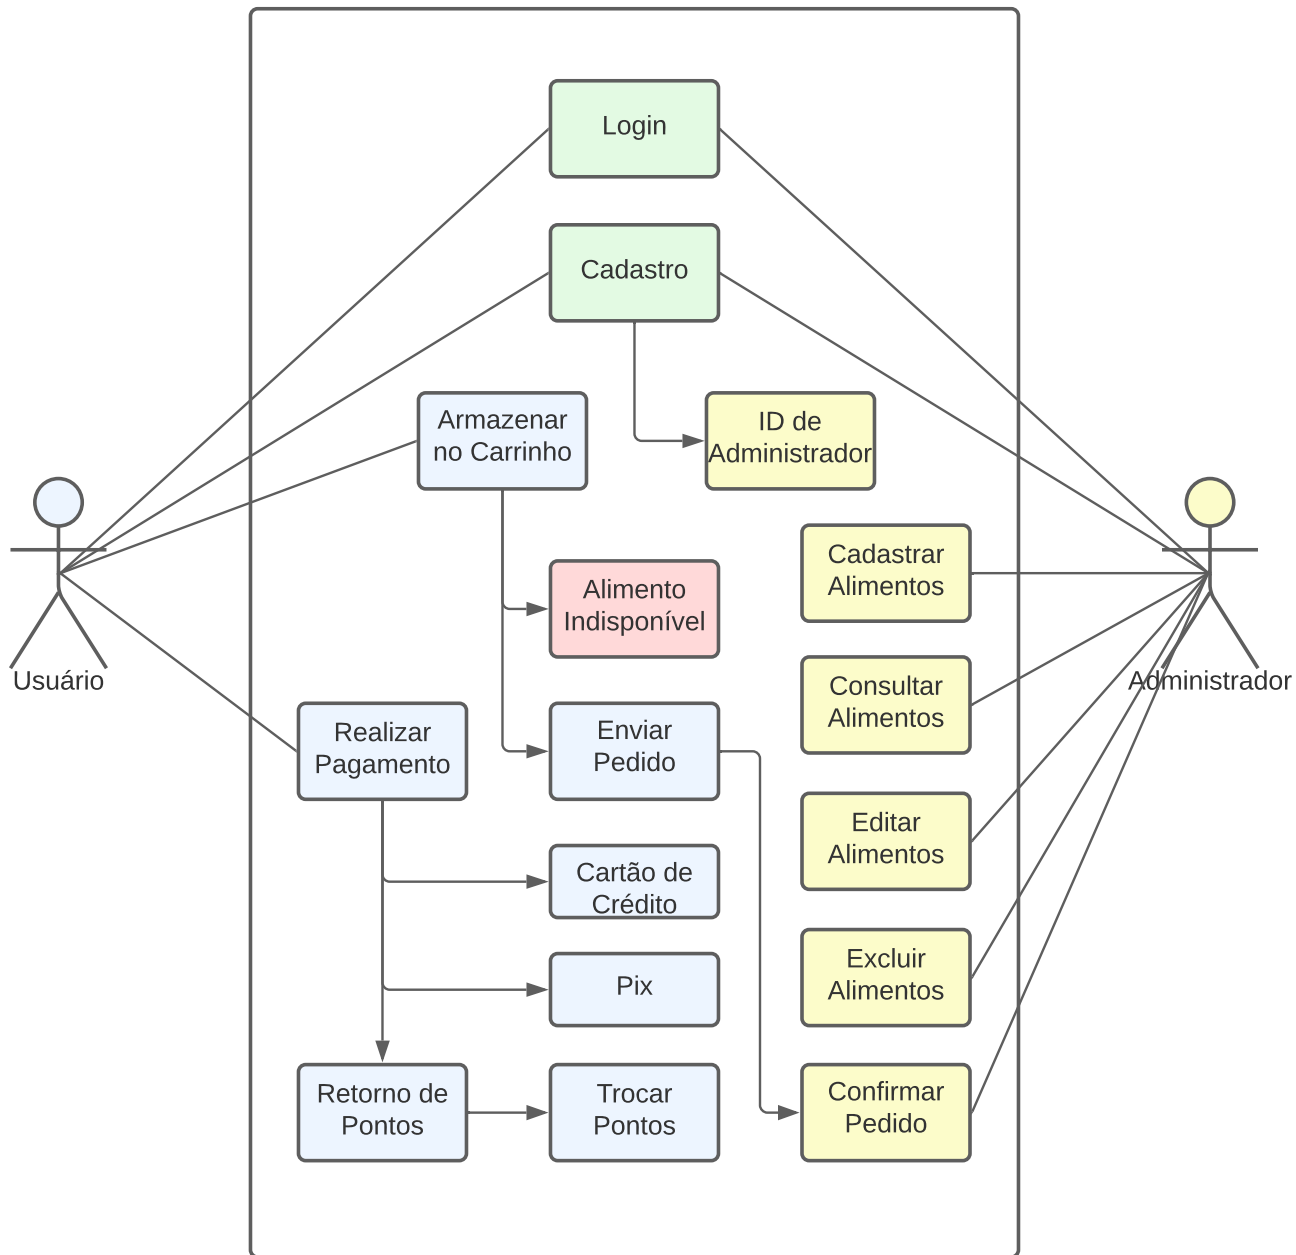 Login
Cadastro
Armazenar
no Carrinho
ID de
Administrador
Cadastrar
Alimentos
Alimento
Indisponível
Usuário
Administrador
Consultar
Alimentos
Realizar
Pagamento
Enviar
Pedido
Editar
Alimentos
Cartão de
Crédito
Excluir
Alimentos
Pix
Retorno de
Pontos
Trocar
Pontos
Confirmar
Pedido